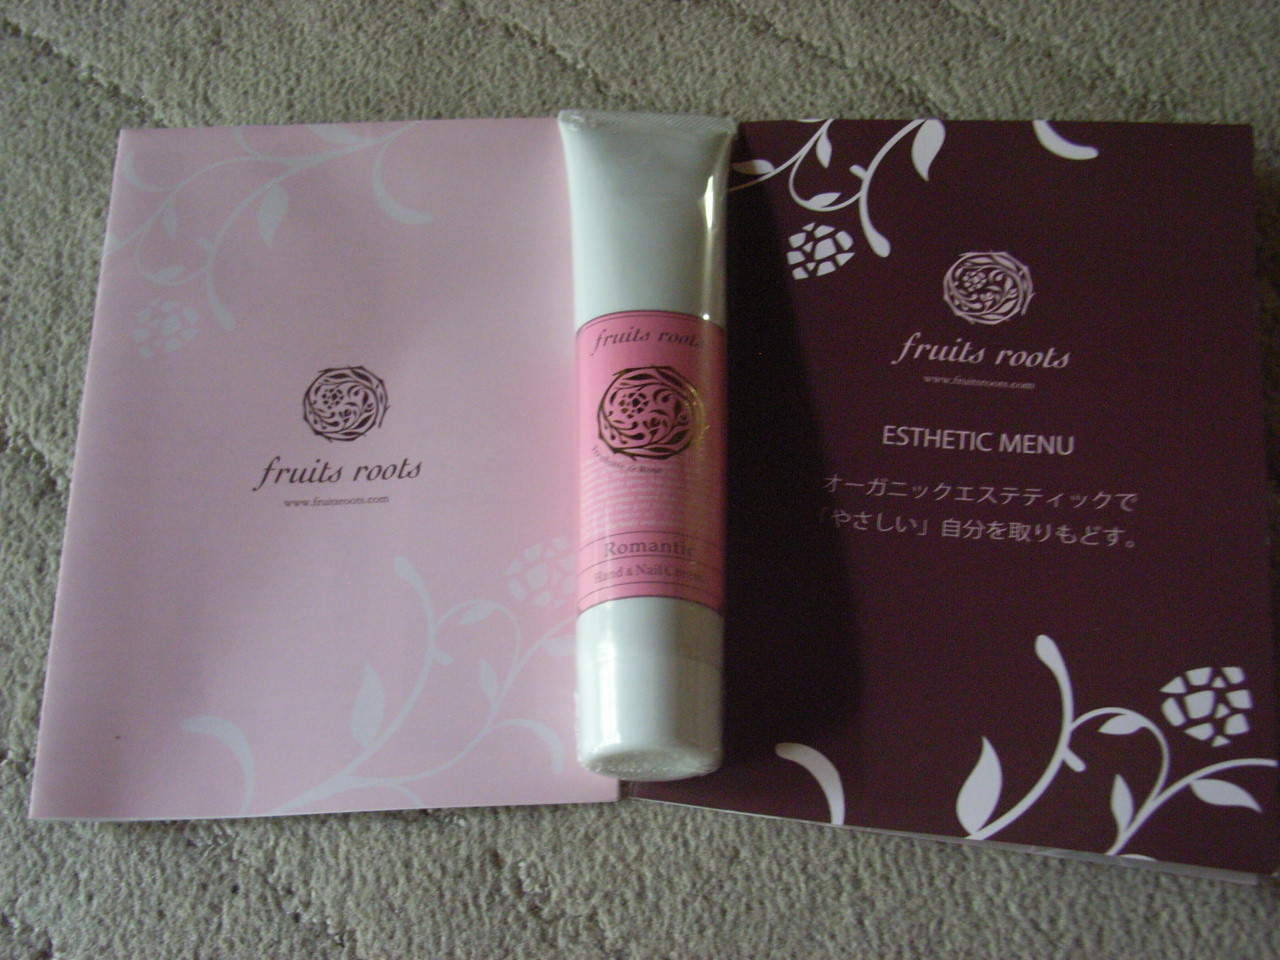 fruits roots
www.fruitsroots.com
fruits roots
Romantic
Hand & Nail Cream
fruits roots
www.fruitsroots.com
ESTHETIC MENU
オーガニックエステティックで
「やさしい」自分を取りもどす。